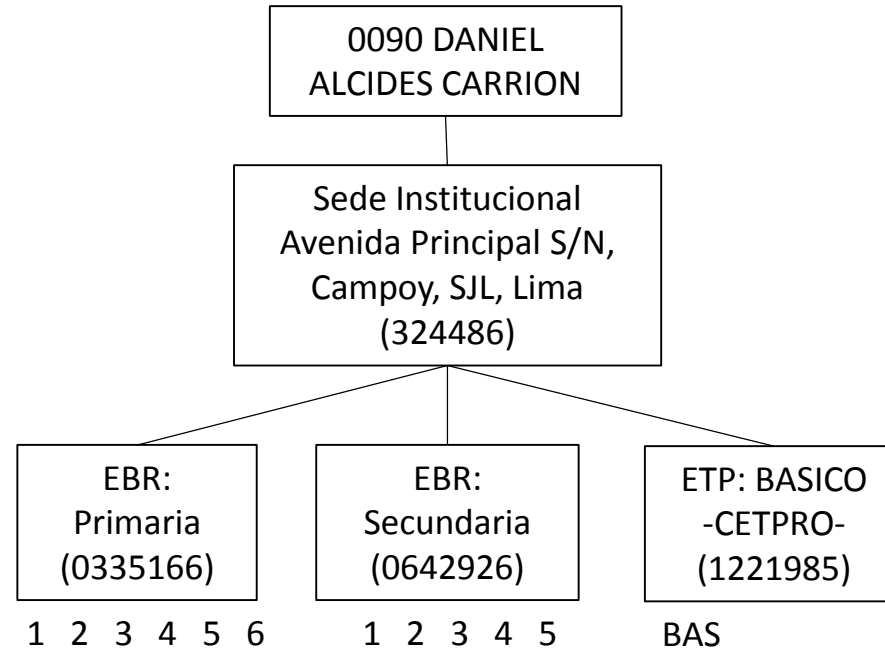 0090 DANIEL
ALCIDES CARRION
Sede Institucional
Avenida Principal S/N,
Campoy, SJL, Lima
(324486)
EBR:
Primaria
(0335166)
EBR:
Secundaria
(0642926)
ETP: BASICO
-CETPRO-
(1221985)
1 2 3 4 5 6
1 2 3 4 5
BAS